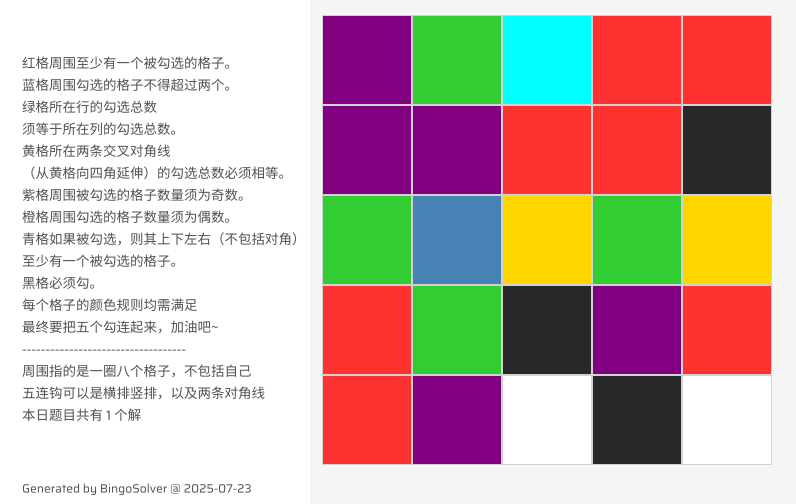 红格周围至少有一个被勾选的格子。
蓝格周围勾选的格子不得超过两个。
绿格所在行的勾选总数
须等于所在列的勾选总数。
黄格所在两条交叉对角线
（从黄格向四角延伸）的勾选总数必须相等。
紫格周围被勾选的格子数量须为奇数。
橙格周围勾选的格子数量须为偶数。
青格如果被勾选，则其上下左右（不包括对角）
至少有一个被勾选的格子。
黑格必须勾。
每个格子的颜色规则均需满足
最终要把五个勾连起来，加油吧~
----------------------------------
周围指的是一圈八个格子，不包括自己
五连钩可以是横排竖排，以及两条对角线
本日题目共有1个解
Generated by BingoSolver @ 2025-07-23